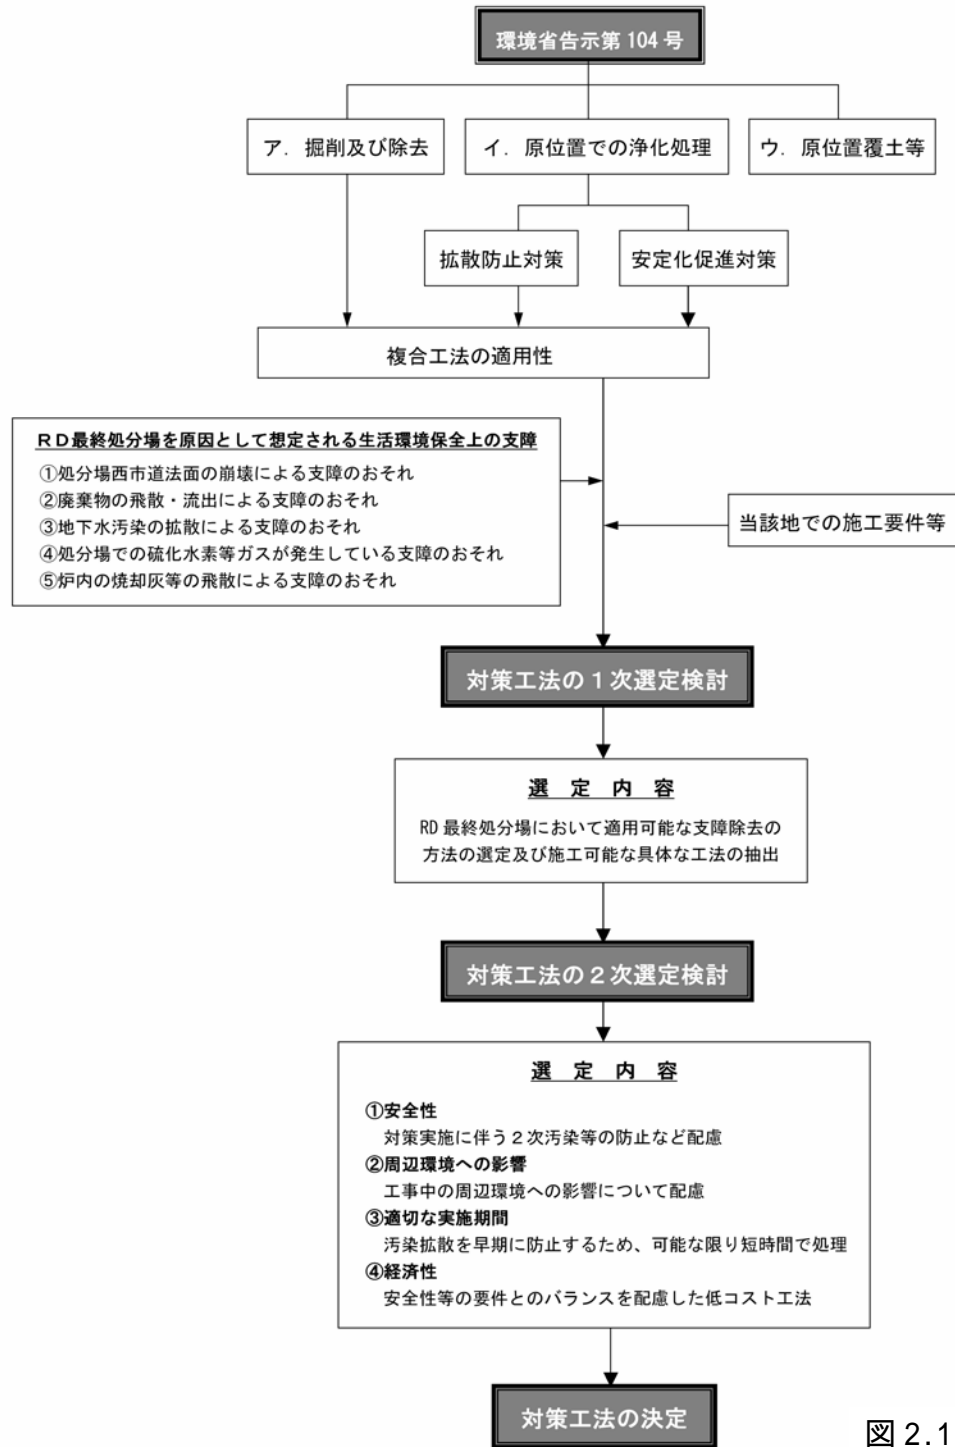 環境省告示第104号
ア．掘削及び除去
イ．原位置での浄化処理
ウ．原位置覆土等
拡散防止対策
安定化促進対策
複合工法の適用性
ＲＤ最終処分場を原因として想定される生活環境保全上の支障
①処分場西市道法面の崩壊による支障のおそれ
②廃棄物の飛散・流出による支障のおそれ
③地下水汚染の拡散による支障のおそれ
④処分場での硫化水素等ガスが発生している支障のおそれ
⑤炉内の焼却灰等の飛散による支障のおそれ
当該地での施工要件等
対策工法の１次選定検討
選　定　内　容
RD最終処分場において適用可能な支障除去の
方法の選定及び施工可能な具体な工法の抽出
対策工法の２次選定検討
選　定　内　容
①安全性
対策実施に伴う２次汚染等の防止など配慮
②周辺環境への影響
工事中の周辺環境への影響について配慮
③適切な実施期間
汚染拡散を早期に防止するため、可能な限り短時間で処理
④経済性
安全性等の要件とのバランスを配慮した低コスト工法
対策工法の決定
図 2.1